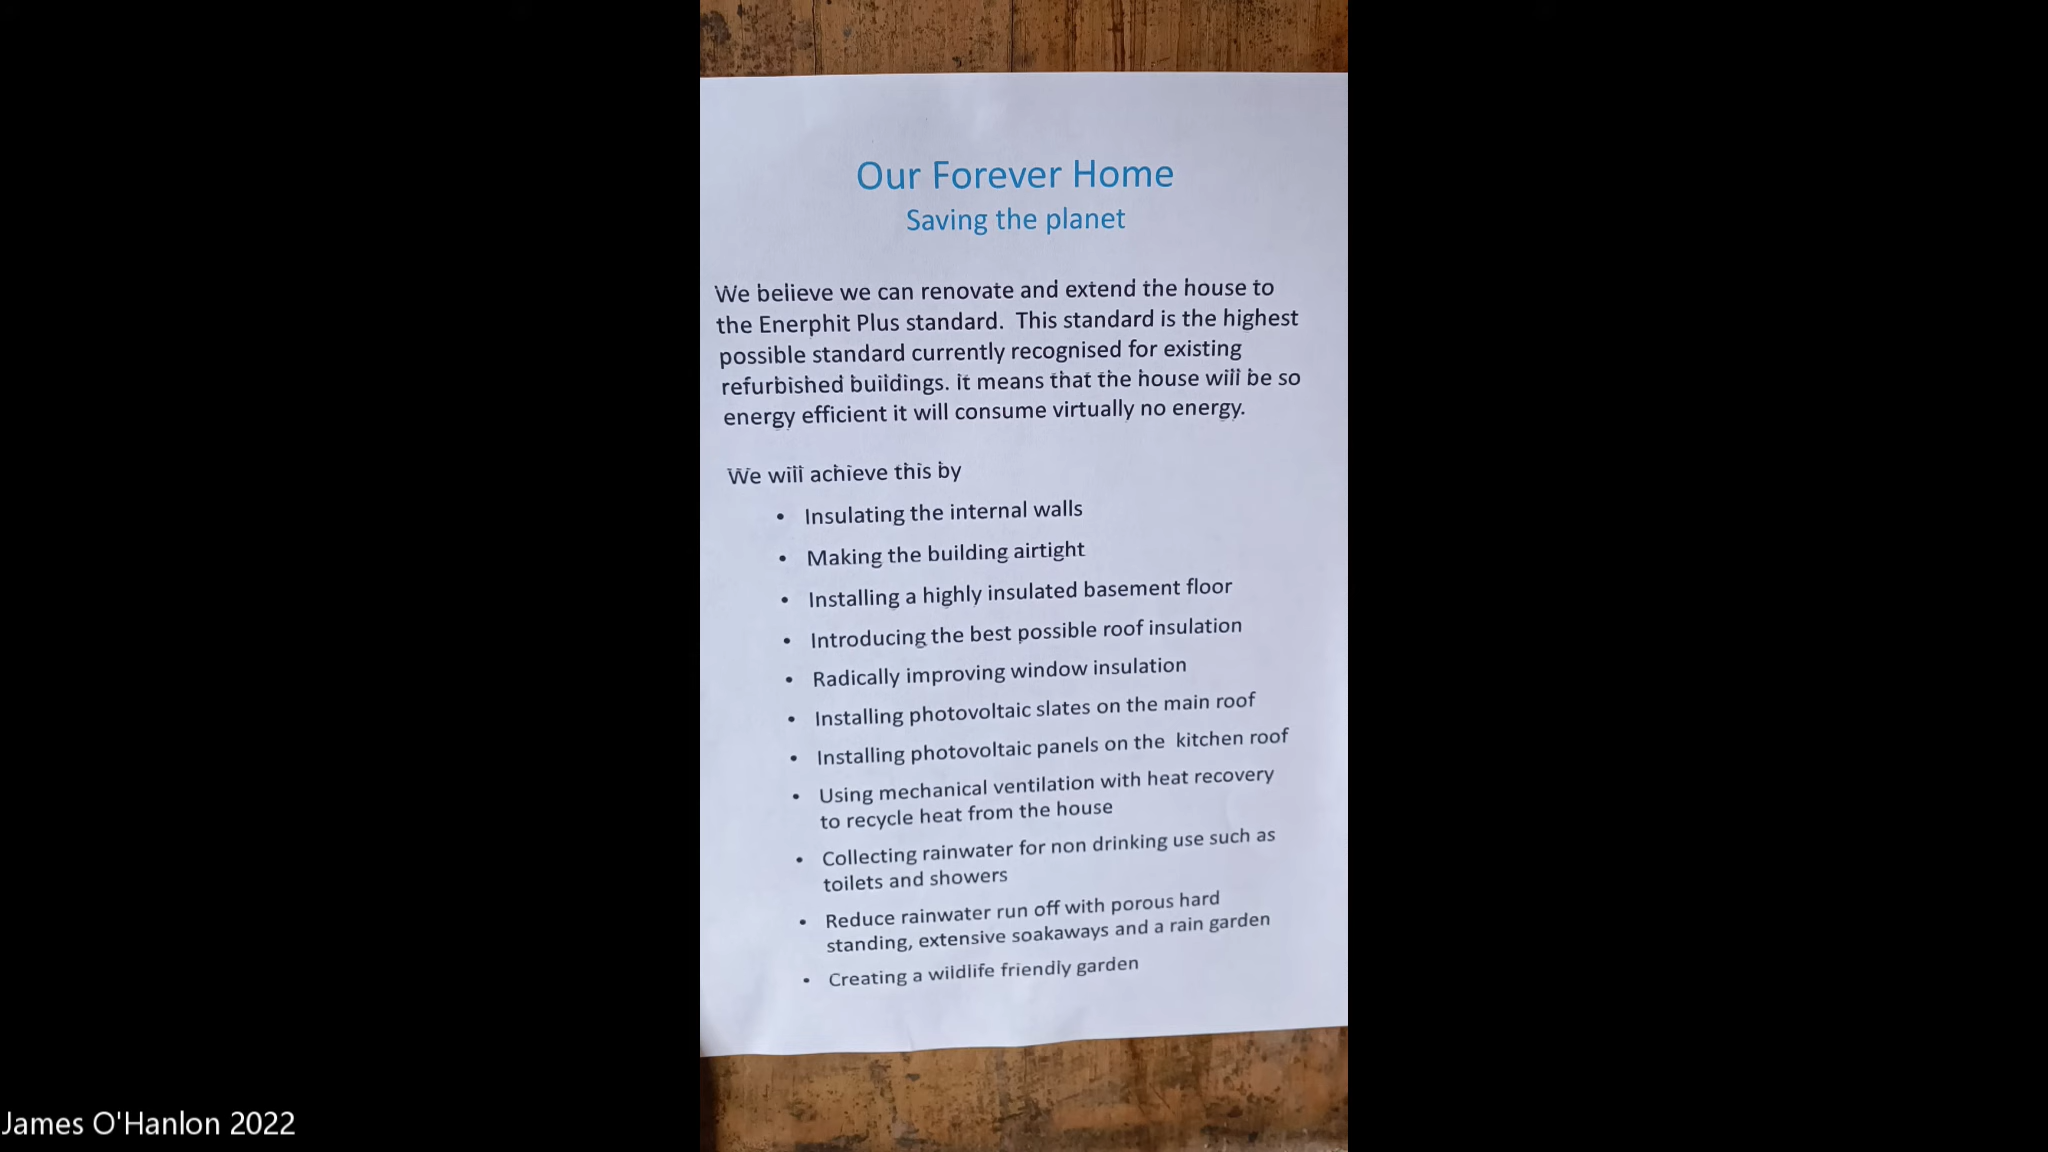 Our Forever Home
Saving the planet
We believe we can renovate and extend the house to
the Enerphit Plus standard.  This standard is the highest
possible standard currently recognised for existing
refurbished buildings. It means that the house will be so
energy efficient it will consume virtually no energy.
We will achieve this by
• Insulating the internal walls
• Making the building airtight
• Installing a highly insulated basement floor
• Introducing the best possible roof insulation
• Radically improving window insulation
• Installing photovoltaic slates on the main roof
• Installing photovoltaic panels on the  kitchen roof
• Using mechanical ventilation with heat recovery
to recycle heat from the house
• Collecting rainwater for non drinking use such as
toilets and showers
• Reduce rainwater run off with porous hard
standing, extensive soakaways and a rain garden
• Creating a wildlife friendly garden
James O'Hanlon 2022